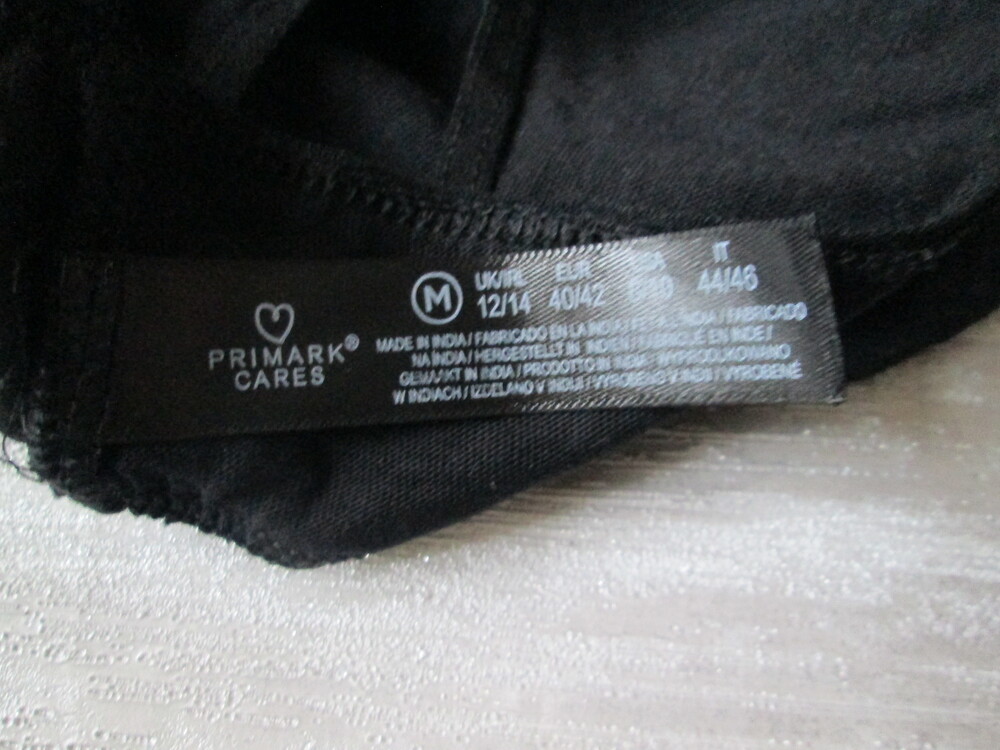 PRIMARK®
CARES
M
UK/IRL EUR IT
12/14 40/42 44/46
MADE IN INDIA / FABRICADO EN LA INDIA / INDIA / FABRICADO
NA ÍNDIA / HERGESTELLT IN INDIEN / FABRIQUÉ EN INDE /
GEMAAKT IN INDIA / PRODOTTO IN INDIA WYPRODUKOWANO
W INDIACH / IZDELANO V INDIJI / VYROBENO V INDII / VYROBENÉ